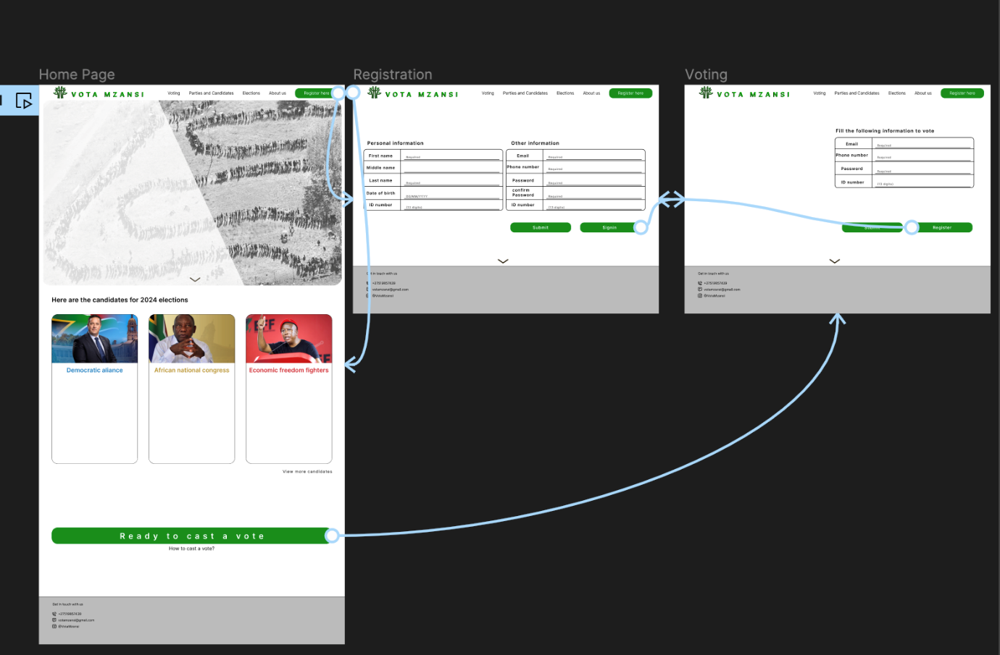 Home Page
VOTA MZANSI
Voting Parties and Candidates Elections About us Register here
Here are the candidates for 2024 elections
EFF
Democratic aliance
African national congress
Economic freedom fighters
View more candidates
Ready to cast a vote
How to cast a vote?
Get in touch with us
+27519857439
votamzansi@gmail.com
@VotaMzansi
Registration
VOTA MZANSI
Voting Parties and Candidates Elections About us Register here
Personal information
First name Required
Middle name
Last name Required
Date of birth DD/MM/YYYY
ID number (13 digits)
Other information
Email Required
Phone number Required
Password Required
confirm
Password Required
ID number (13 digits)
Submit Signin
Get in touch with us
+27519857439
votamzansi@gmail.com
@VotaMzansi
Voting
VOTA MZANSI
Voting Parties and Candidates Elections About us Register here
Fill the following information to vote
Email Required
Phone number Required
Password Required
ID number (13 digits)
Submit Register
Get in touch with us
+27519857439
votamzansi@gmail.com
@VotaMzansi